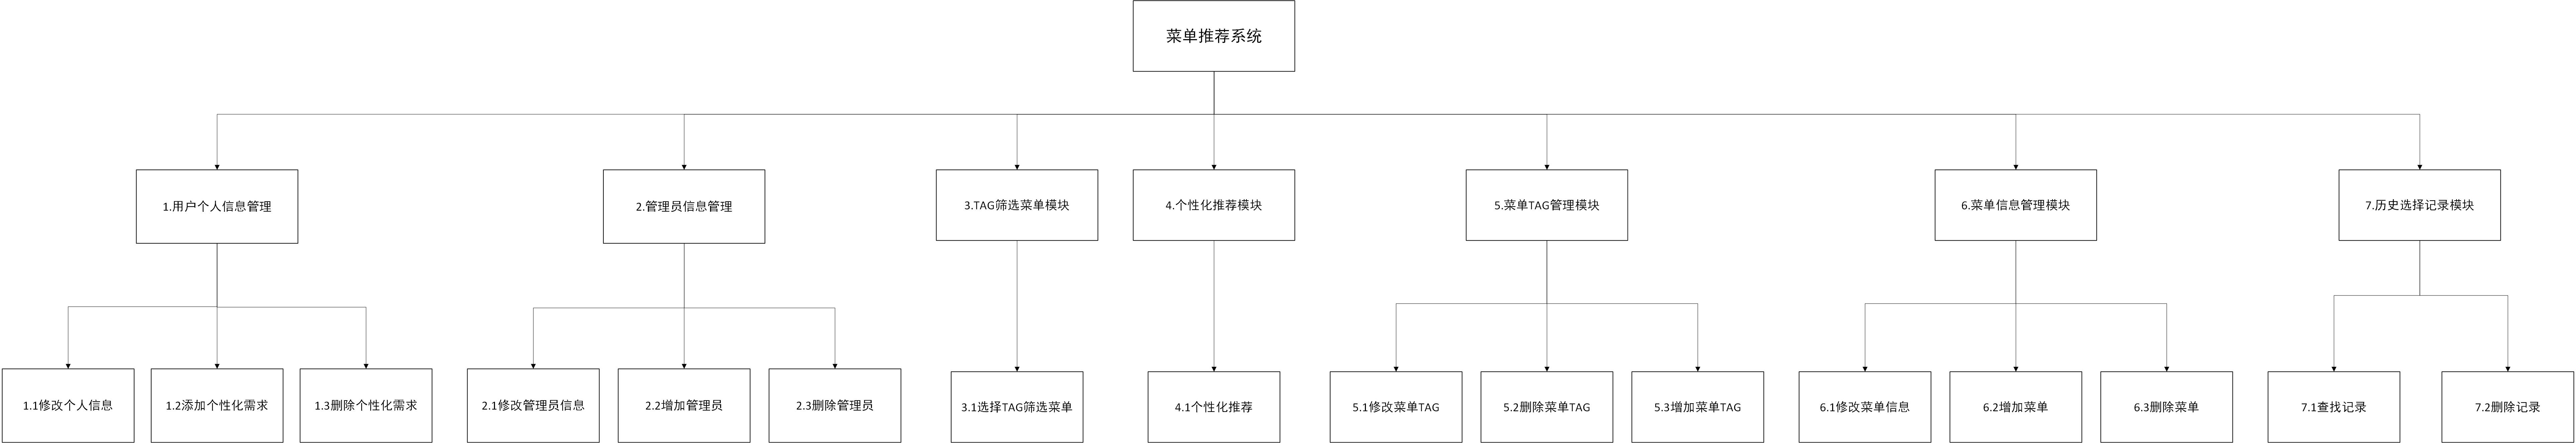 菜单推荐系统
1.用户个人信息管理
2.管理员信息管理
3.TAG筛选菜单模块
4.个性化推荐模块
5.菜单TAG管理模块
6.菜单信息管理模块
7.历史选择记录模块
1.1修改个人信息
1.2添加个性化需求
1.3删除个性化需求
2.1修改管理员信息
2.2增加管理员
2.3删除管理员
3.1选择TAG筛选菜单
4.1个性化推荐
5.1修改菜单TAG
5.2删除菜单TAG
5.3增加菜单TAG
6.1修改菜单信息
6.2增加菜单
6.3删除菜单
7.1查找记录
7.2删除记录